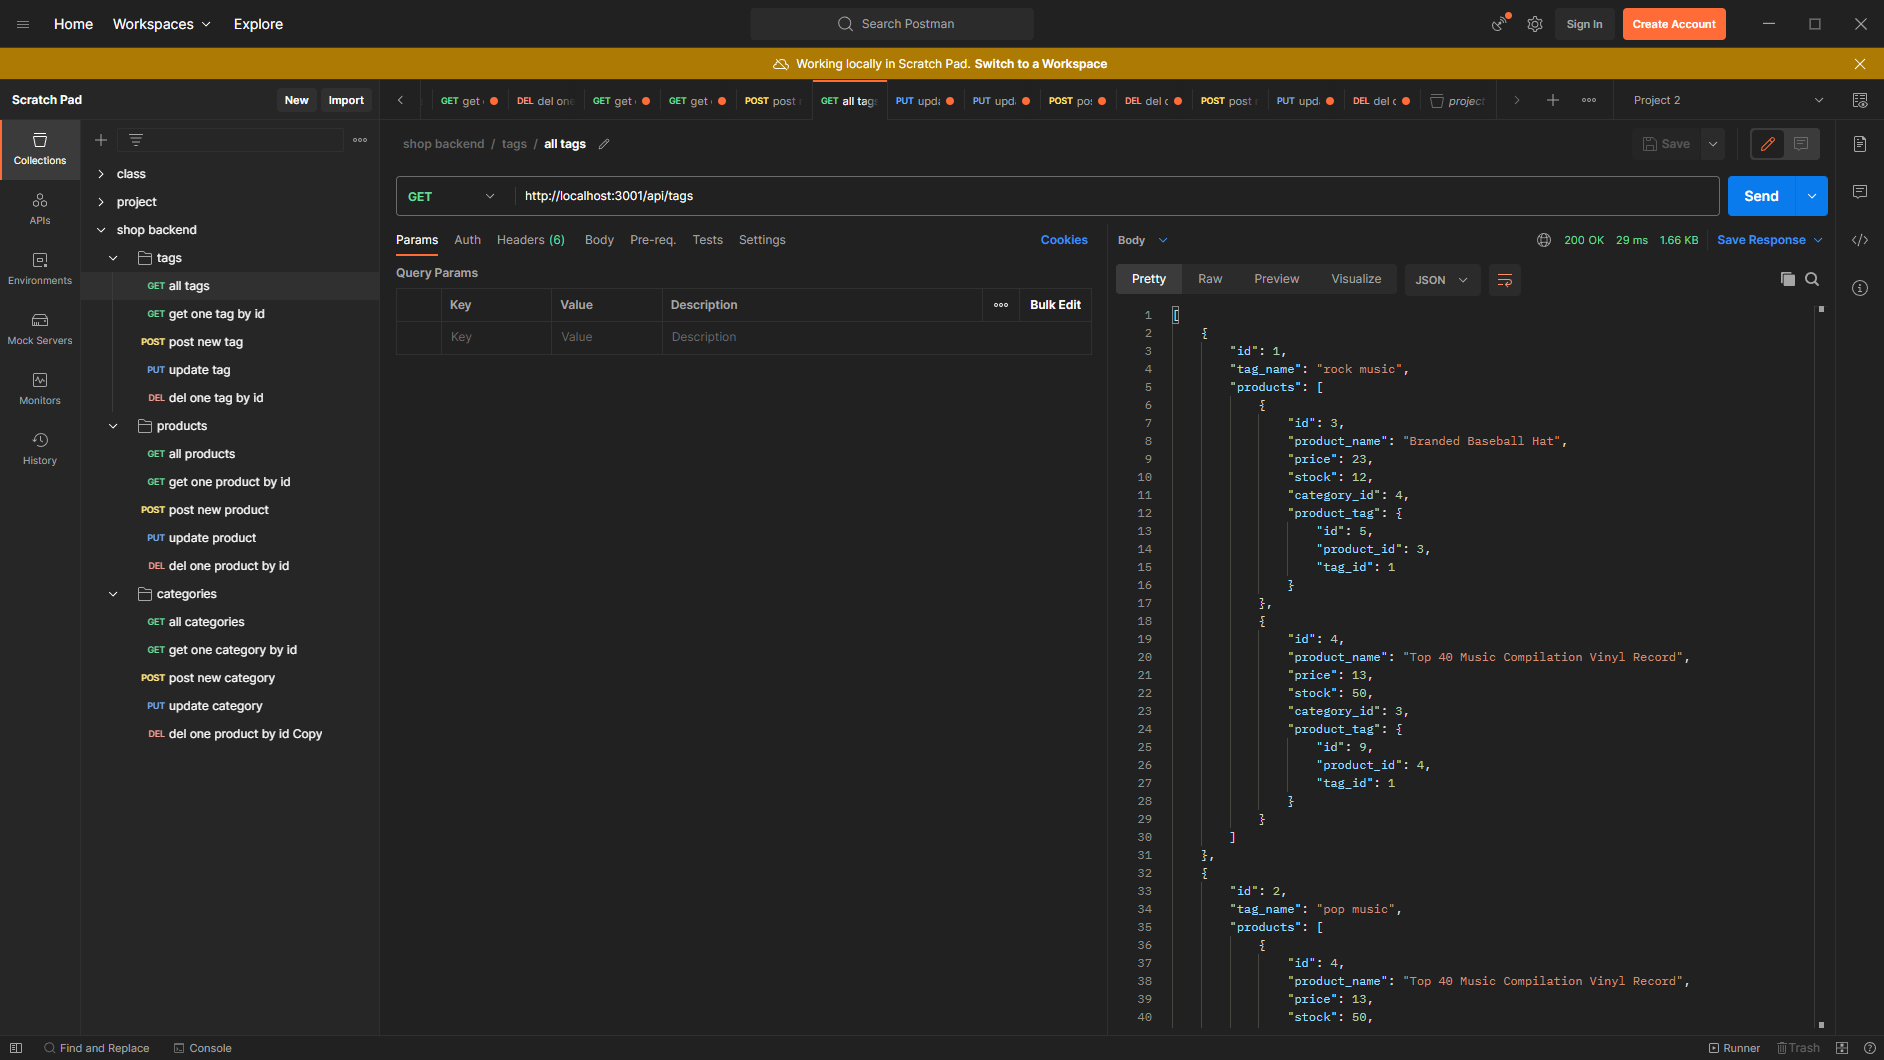 Home Workspaces Explore Search Postman Sign In Create Account
Working locally in Scratch Pad. Switch to a Workspace
Scratch Pad New Import
GET get DEL del one GET get GET get POST post GET all tags PUT upd PUT upd POST po DEL del POST post PUT upd DEL del project Project 2
Collections
APIs
Environments
Mock Servers
Monitors
History
class
project
shop backend
tags
GET all tags
GET get one tag by id
POST post new tag
PUT update tag
DEL del one tag by id
products
GET all products
GET get one product by id
POST post new product
PUT update product
DEL del one product by id
categories
GET all categories
GET get one category by id
POST post new category
PUT update category
DEL del one product by id Copy
shop backend / tags / all tags Save
GET http://localhost:3001/api/tags Send
Params Auth Headers (6) Body Pre-req. Tests Settings Cookies
Query Params
Key Value Description Bulk Edit
Key Value Description
Body 200 OK 29 ms 1.66 KB Save Response
Pretty Raw Preview Visualize JSON
1 [
2 {
3 "id": 1,
4 "tag_name": "rock music",
5 "products": [
6 {
7 "id": 3,
8 "product_name": "Branded Baseball Hat",
9 "price": 23,
10 "stock": 12,
11 "category_id": 4,
12 "product_tag": {
13 "id": 5,
14 "product_id": 3,
15 "tag_id": 1
16 }
17 },
18 {
19 "id": 4,
20 "product_name": "Top 40 Music Compilation Vinyl Record",
21 "price": 13,
22 "stock": 50,
23 "category_id": 3,
24 "product_tag": {
25 "id": 9,
26 "product_id": 4,
27 "tag_id": 1
28 }
29 }
30 ]
31 },
32 {
33 "id": 2,
34 "tag_name": "pop music",
35 "products": [
36 {
37 "id": 4,
38 "product_name": "Top 40 Music Compilation Vinyl Record",
39 "price": 13,
40 "stock": 50,
Find and Replace Console Runner Trash